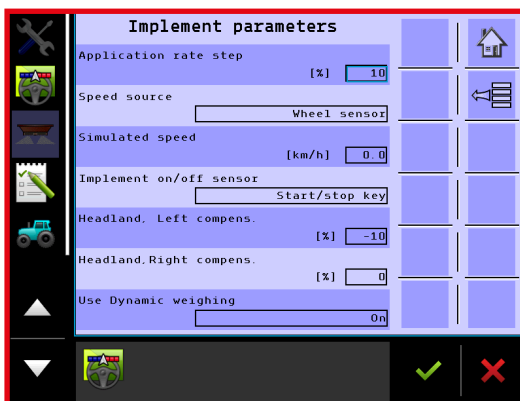 Implement parameters
Application rate step
[%] 10
Speed source
Wheel sensor
Simulated speed
[km/h] 0.0
Implement on/off sensor
Start/stop key
Headland, Left compens.
[%] -10
Headland,Right compens.
[%] 0
Use Dynamic weighing
On